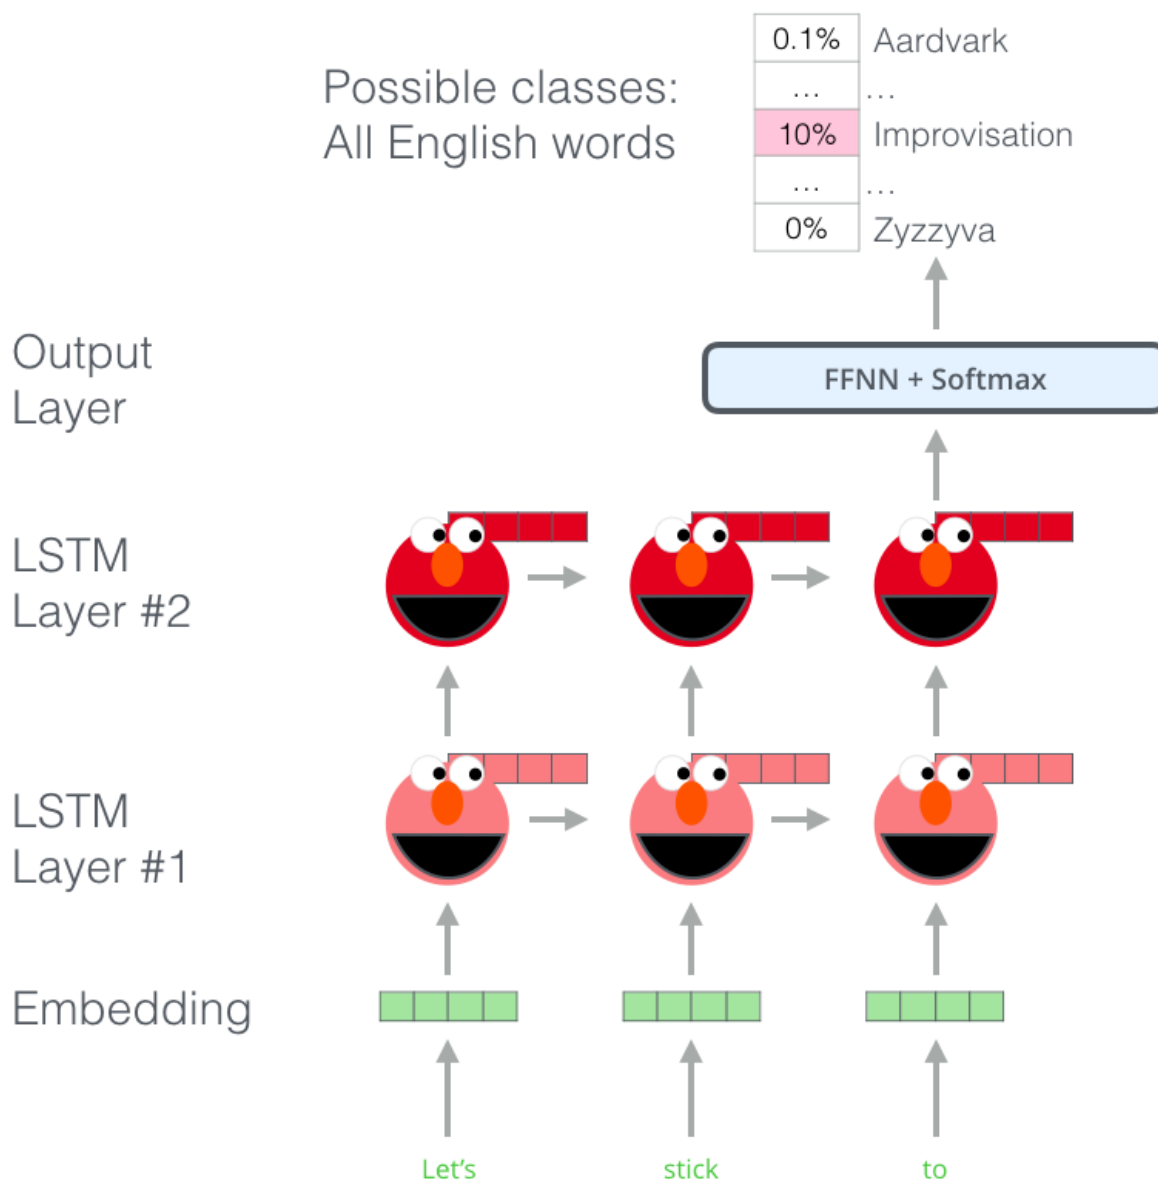 0.1% Aardvark
... ...
10% Improvisation
... ...
0% Zyzzyva
Possible classes:
All English words
Output
Layer
FFNN + Softmax
LSTM
Layer #2
LSTM
Layer #1
Embedding
Let's stick to